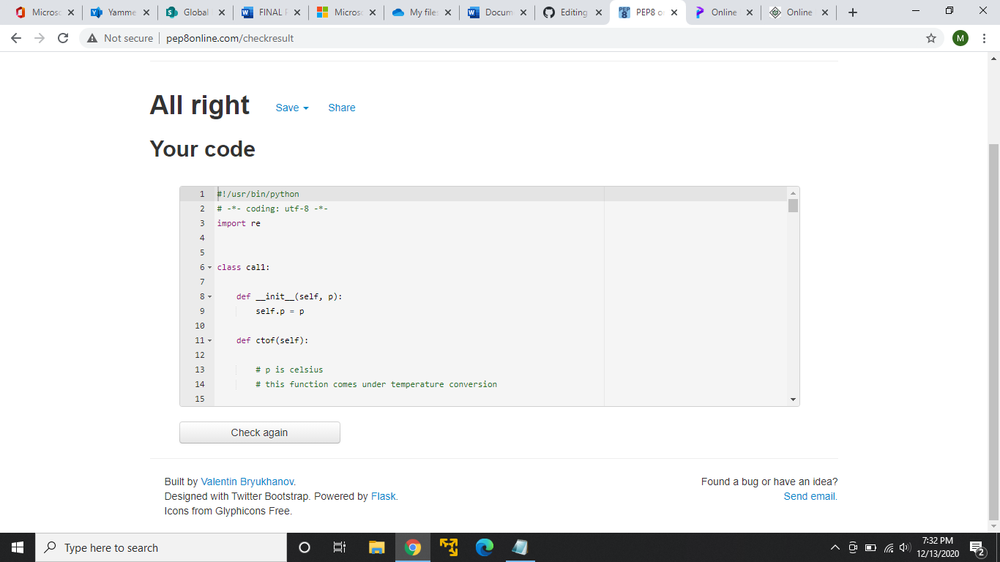 Microso
Yamme
Global
FINAL
Microso
My files
Docum
Editing
PEP8 o
Online
Online
Not secure | pep8online.com/checkresult
M
All right Save Share
Your code
1 #!/usr/bin/python
2 # -*- coding: utf-8 -*-
3 import re
4
5
6 class cal1:
7
8 def __init__(self, p):
9 self.p = p
10
11 def ctof(self):
12
13 # p is celsius
14 # this function comes under temperature conversion
15
Check again
Built by Valentin Bryukhanov.
Designed with Twitter Bootstrap. Powered by Flask.
Icons from Glyphicons Free.
Found a bug or have an idea?
Send email.
Type here to search
7:32 PM
12/13/2020
2